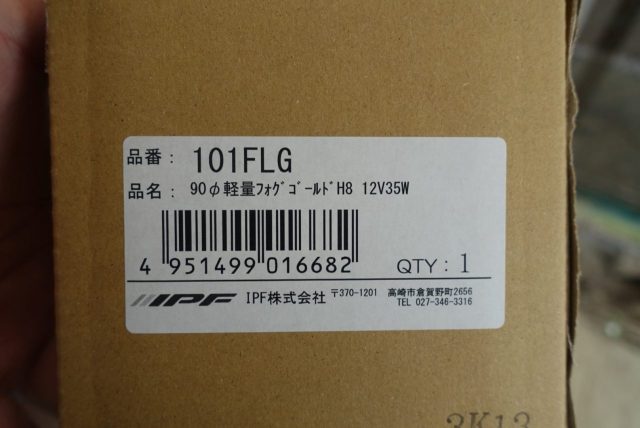 品番： 101FLG
品名： 90φ軽量ﾌｫｸﾞｺﾞｰﾙﾄﾞH8 12V35W
4 951499 016682
QTY : 1
IPF IPF株式会社 〒370-1201 高崎市倉賀野町2656
TEL 027-346-3316